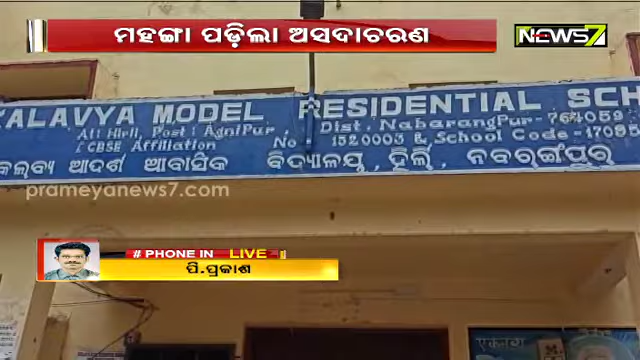 ମହଙ୍ଗା ପଡ଼ିଲା ଅସଦାଚରଣ
NEWS7
KALAVYA MODEL RESIDENTIAL SCH
At: Hirli, Post: Agnipur, Dist. Nabarangpur-764059
(CBSE Affiliation No 1520003 & School Code-17082
କଲବ୍ୟ ଆଦର୍ଶ ଆବାସିକ ବିଦ୍ୟାଳୟ, ହିର୍ଲି, ନବରଙ୍ଗପୁର
prameyanews7.com
# PHONE IN LIVE
ପି.ପ୍ରକାଶ